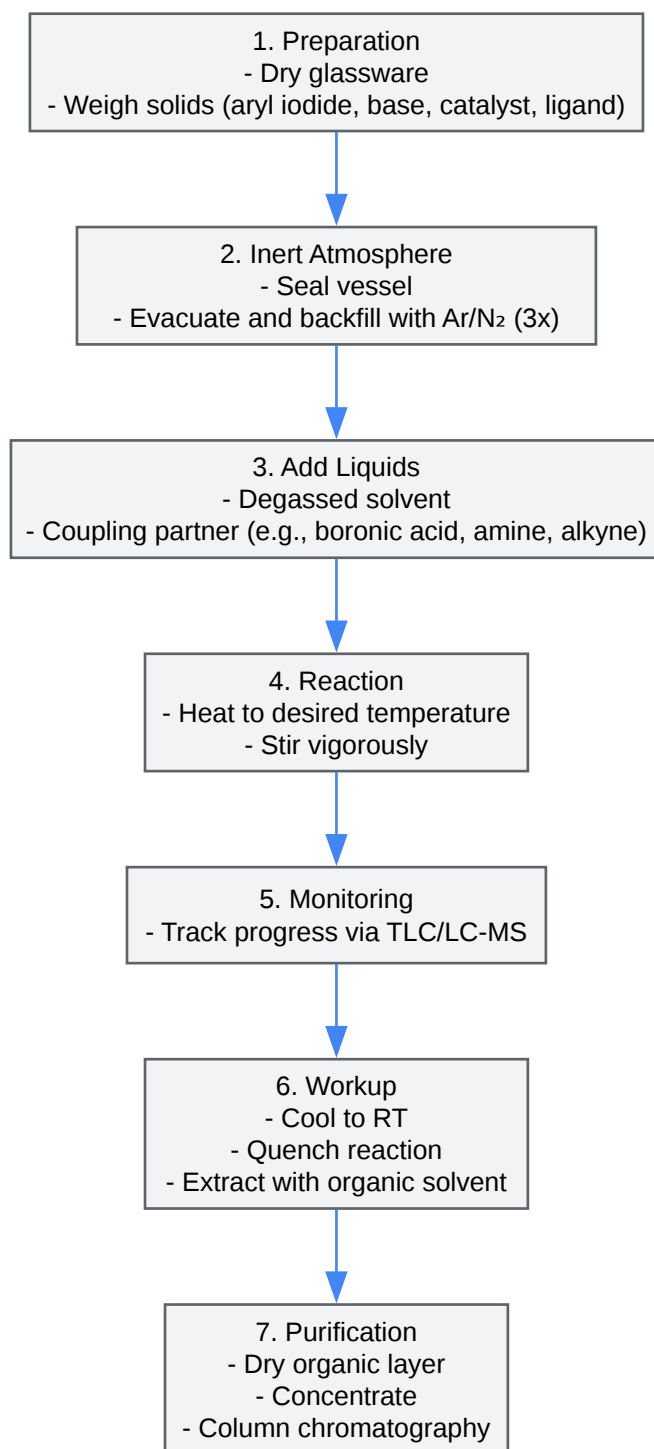 1. Preparation
- Dry glassware
- Weigh solids (aryl iodide, base, catalyst, ligand)
2. Inert Atmosphere
- Seal vessel
- Evacuate and backfill with Ar/N₂ (3x)
3. Add Liquids
- Degassed solvent
- Coupling partner (e.g., boronic acid, amine, alkyne)
4. Reaction
- Heat to desired temperature
- Stir vigorously
5. Monitoring
- Track progress via TLC/LC-MS
6. Workup
- Cool to RT
- Quench reaction
- Extract with organic solvent
7. Purification
- Dry organic layer
- Concentrate
- Column chromatography